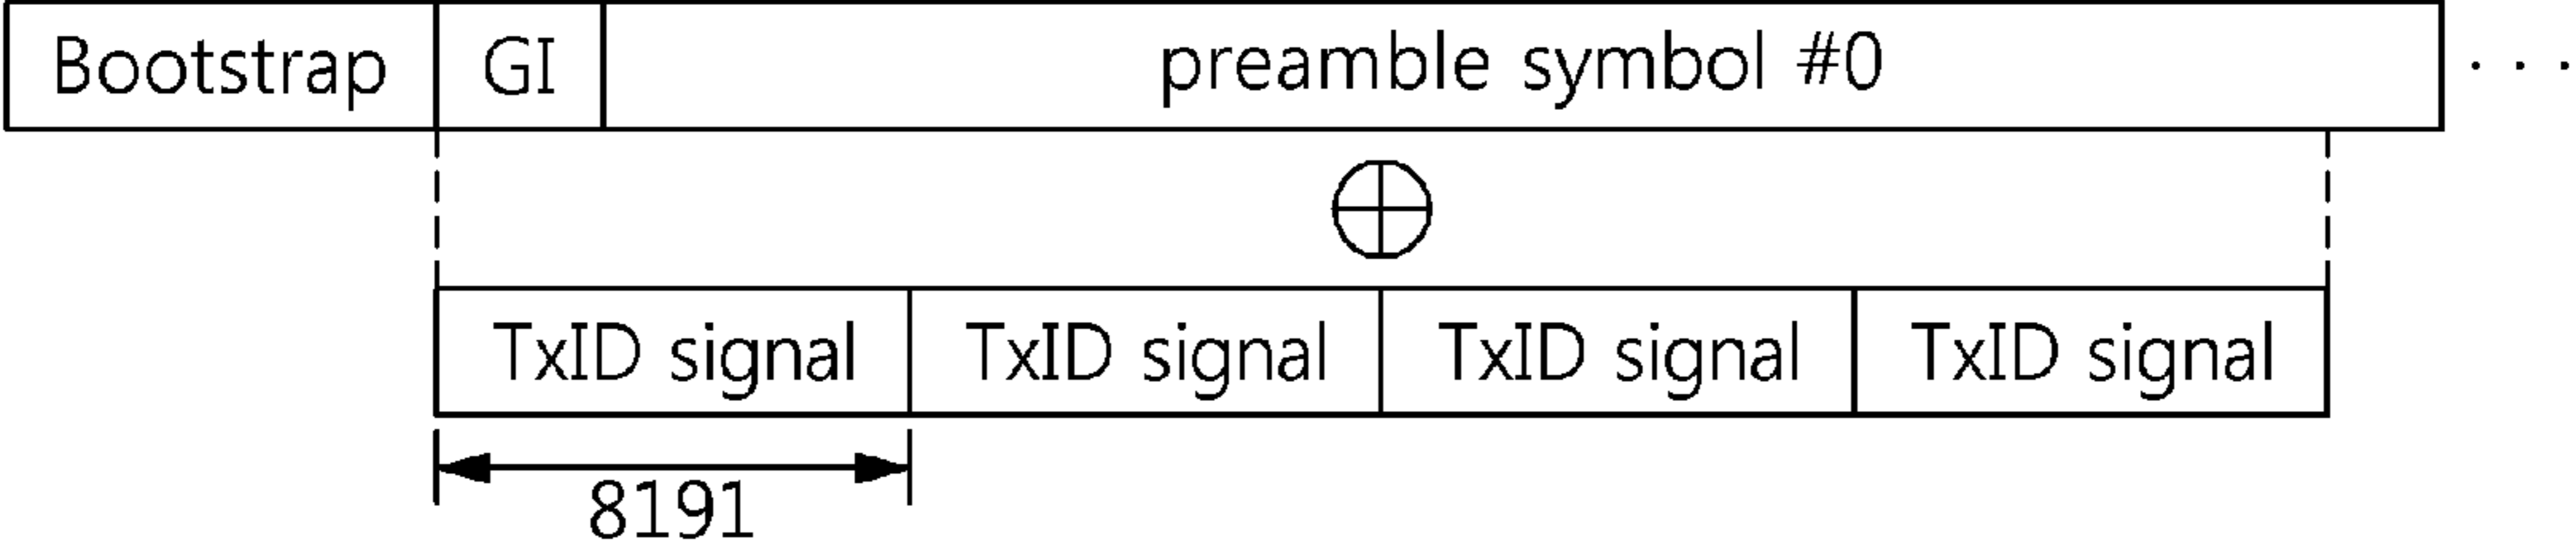 Bootstrap GI preamble symbol #0 . . .
TxID signal TxID signal TxID signal TxID signal
8191